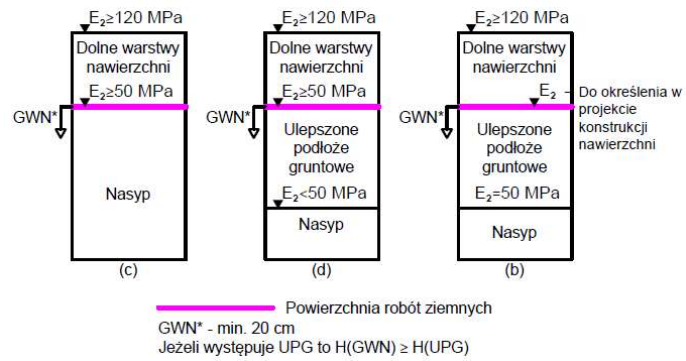 E₂≥120 MPa
Dolne warstwy
nawierzchni
E₂≥50 MPa
GWN*
Nasyp
(c)
E₂≥120 MPa
Dolne warstwy
nawierzchni
E₂≥50 MPa
GWN*
Ulepszone
podłoże
gruntowe
E₂<50 MPa
Nasyp
(d)
E₂≥120 MPa
Dolne warstwy
nawierzchni
E₂ - Do określenia w
projekcie
konstrukcji
nawierzchni
GWN*
Ulepszone
podłoże
gruntowe
E₂=50 MPa
Nasyp
(b)
Powierzchnia robót ziemnych
GWN* - min. 20 cm
Jeżeli występuje UPG to H(GWN) ≥ H(UPG)